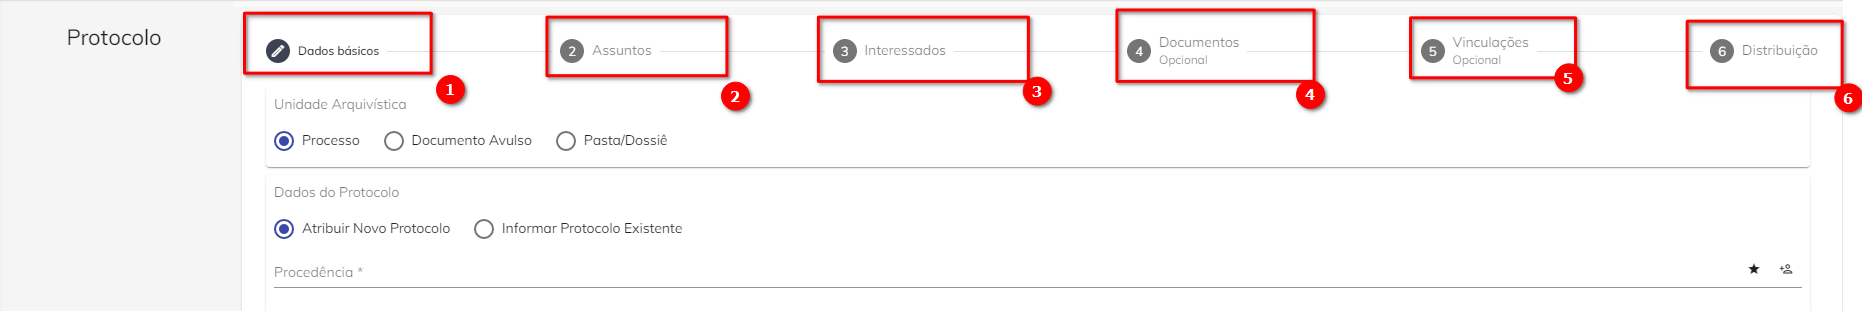 Protocolo
Dados básicos
2 Assuntos
3 Interessados
4 Documentos
Opcional
5 Vinculações
Opcional
6 Distribuição
1
2
3
4
5
6
Unidade Arquivística
Processo Documento Avulso Pasta/Dossiê
Dados do Protocolo
Atribuir Novo Protocolo Informar Protocolo Existente
Procedência *